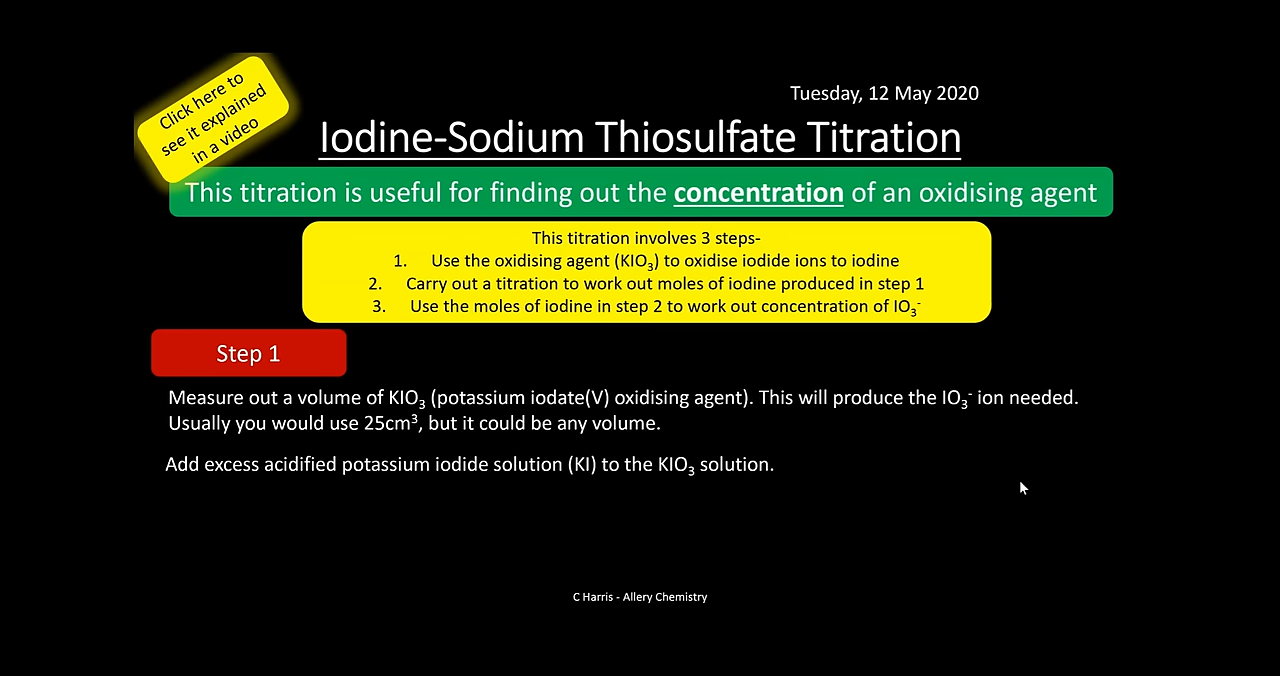 Click here to
see it explained
in a video
Tuesday, 12 May 2020
Iodine-Sodium Thiosulfate Titration
This titration is useful for finding out the concentration of an oxidising agent
This titration involves 3 steps-
1. Use the oxidising agent (KIO₃) to oxidise iodide ions to iodine
2. Carry out a titration to work out moles of iodine produced in step 1
3. Use the moles of iodine in step 2 to work out concentration of IO₃⁻
Step 1
Measure out a volume of KIO₃ (potassium iodate(V) oxidising agent). This will produce the IO₃⁻ ion needed.
Usually you would use 25cm³, but it could be any volume.
Add excess acidified potassium iodide solution (KI) to the KIO₃ solution.
C Harris - Allery Chemistry